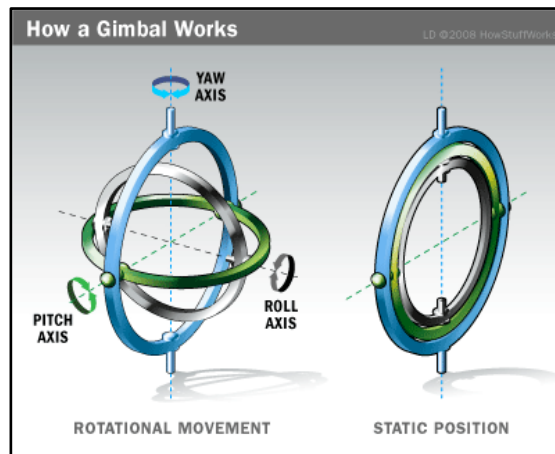 How a Gimbal Works
LD ©2008 HowStuffWorks
YAW
AXIS
PITCH
AXIS
ROLL
AXIS
ROTATIONAL MOVEMENT
STATIC POSITION